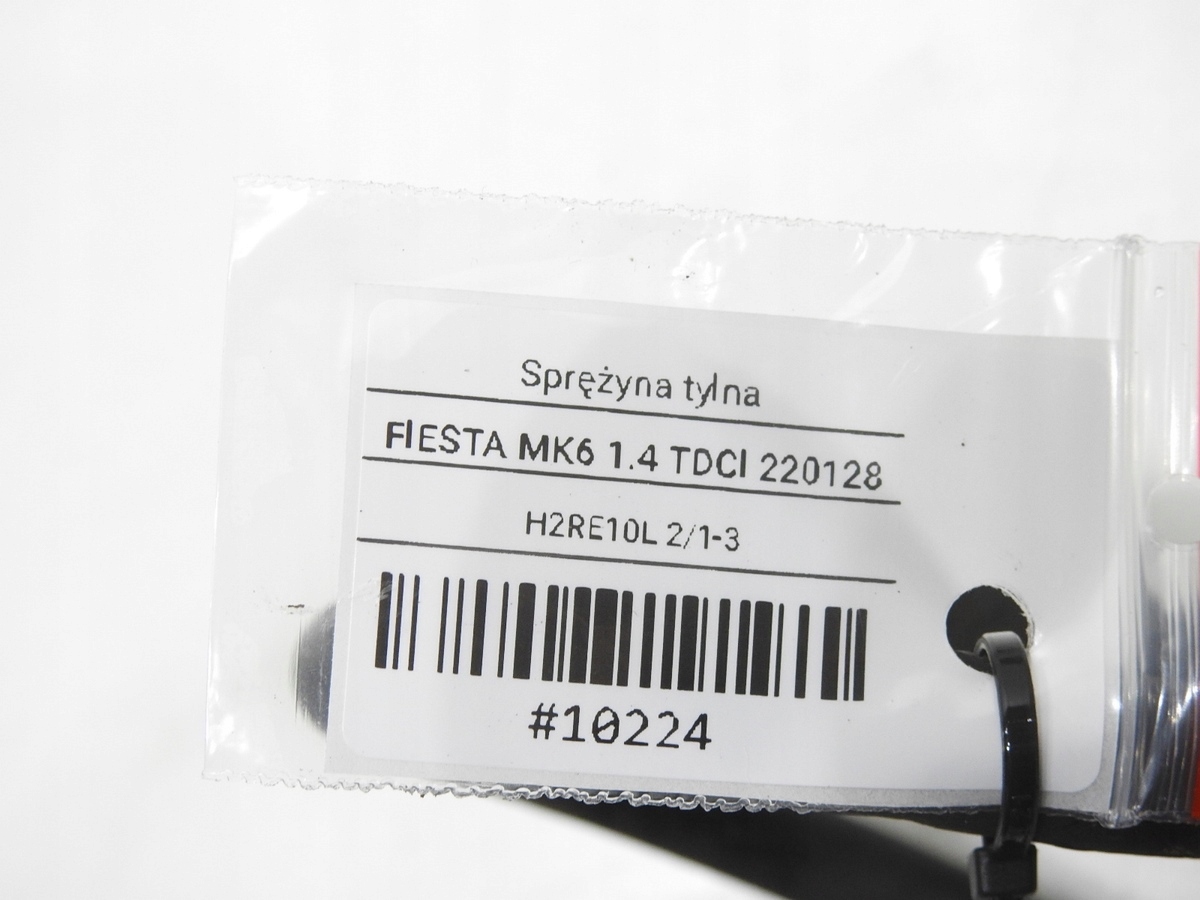 Sprężyna tylna
FIESTA MK6 1.4 TDCI 220128
H2RE10L 2/1-3
#10224